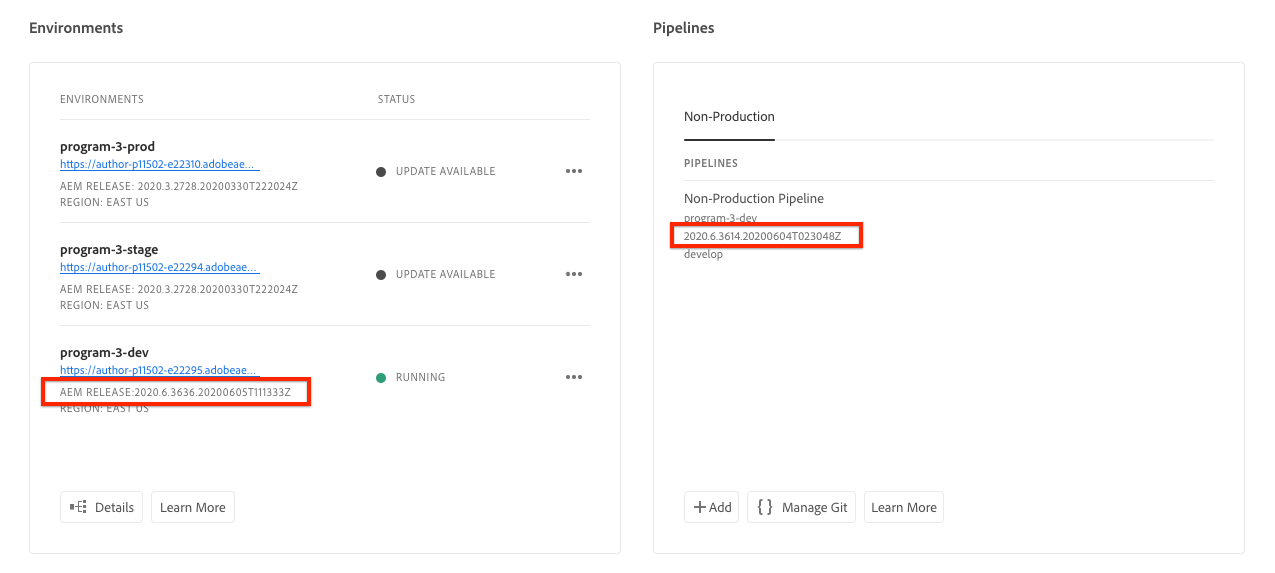 Environments
ENVIRONMENTS STATUS
program-3-prod
https://author-p11502-e22310.adobeae...
UPDATE AVAILABLE
AEM RELEASE: 2020.3.2728.20200330T222024Z
REGION: EAST US
program-3-stage
https://author-p11502-e22294.adobeae...
UPDATE AVAILABLE
AEM RELEASE: 2020.3.2728.20200330T222024Z
REGION: EAST US
program-3-dev
https://author-p11502-e22295.adobeae...
RUNNING
AEM RELEASE:2020.6.3636.20200605T111333Z
REGION: EAST US
Details
Learn More
Pipelines
Non-Production
PIPELINES
Non-Production Pipeline
program-3-dev
2020.6.3614.20200604T023048Z
develop
Add
Manage Git
Learn More